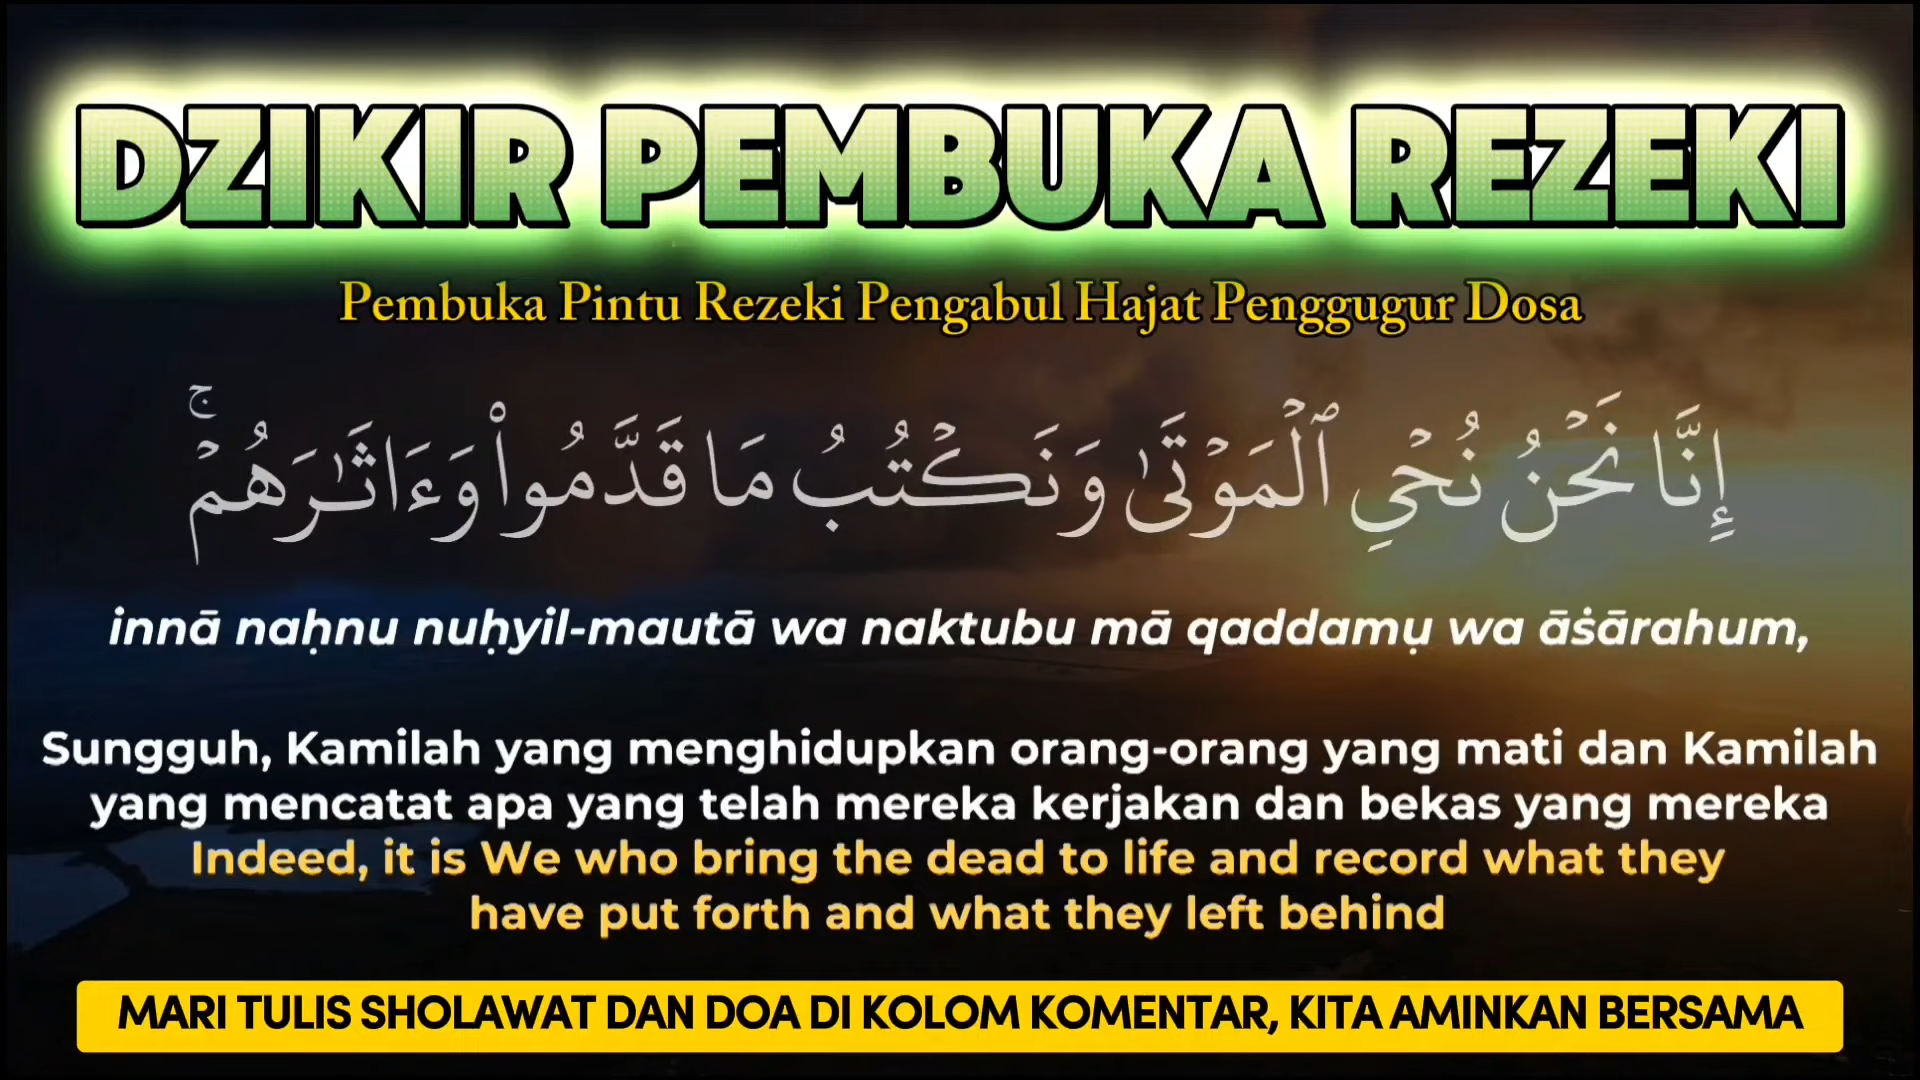 DZIKIR PEMBUKA REZEKI
Pembuka Pintu Rezeki Pengabul Hajat Penggugur Dosa
إِنَّا نَحْنُ نُحْيِ ٱلْمَوْتَىٰ وَنَكْتُبُ مَا قَدَّمُوا۟ وَءَاثَـٰرَهُمْ ۚ
innā naḥnu nuḥyil-mautā wa naktubu mā qaddamụ wa āṡārahum,
Sungguh, Kamilah yang menghidupkan orang-orang yang mati dan Kamilah
yang mencatat apa yang telah mereka kerjakan dan bekas yang mereka
Indeed, it is We who bring the dead to life and record what they
have put forth and what they left behind
MARI TULIS SHOLAWAT DAN DOA DI KOLOM KOMENTAR, KITA AMINKAN BERSAMA